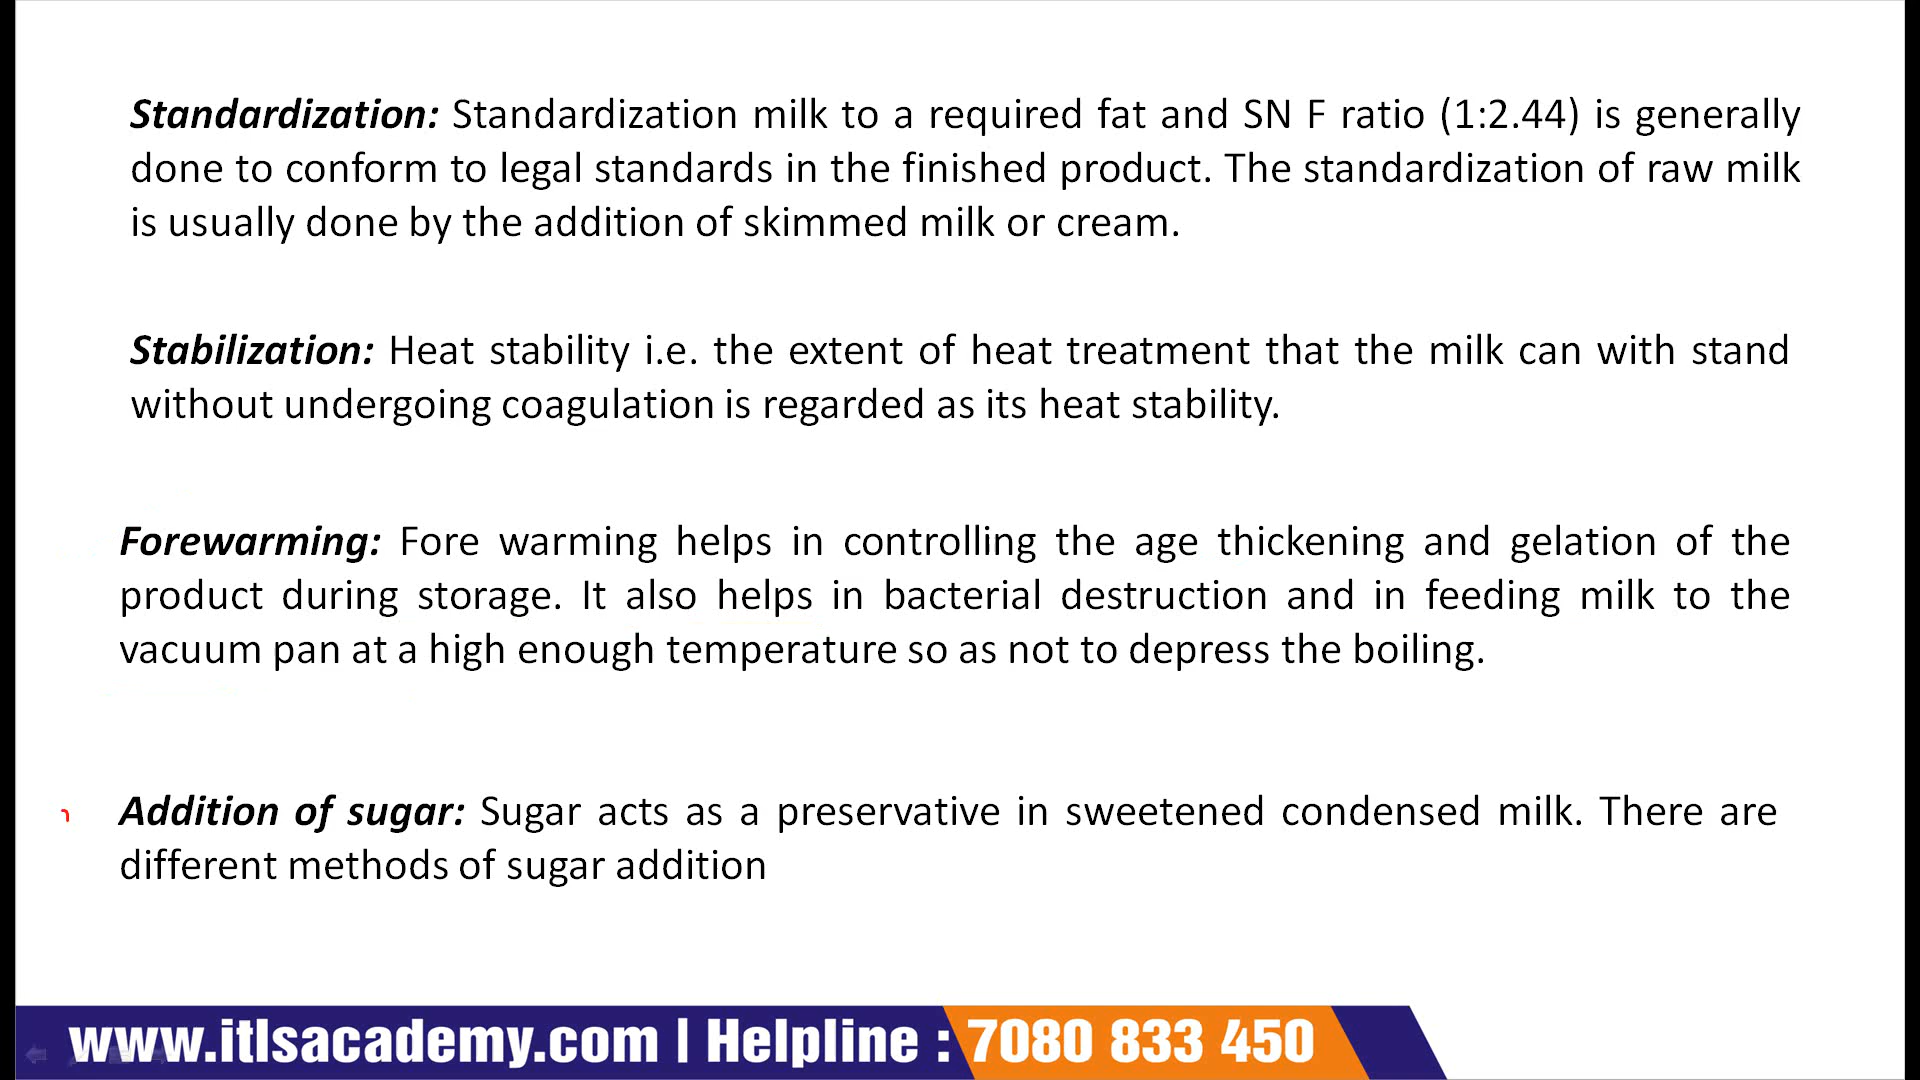 Standardization: Standardization milk to a required fat and SN F ratio (1:2.44) is generally
done to conform to legal standards in the finished product. The standardization of raw milk
is usually done by the addition of skimmed milk or cream.
Stabilization: Heat stability i.e. the extent of heat treatment that the milk can with stand
without undergoing coagulation is regarded as its heat stability.
Forewarming: Fore warming helps in controlling the age thickening and gelation of the
product during storage. It also helps in bacterial destruction and in feeding milk to the
vacuum pan at a high enough temperature so as not to depress the boiling.
Addition of sugar: Sugar acts as a preservative in sweetened condensed milk. There are
different methods of sugar addition
www.itlsacademy.com | Helpline : 7080 833 450